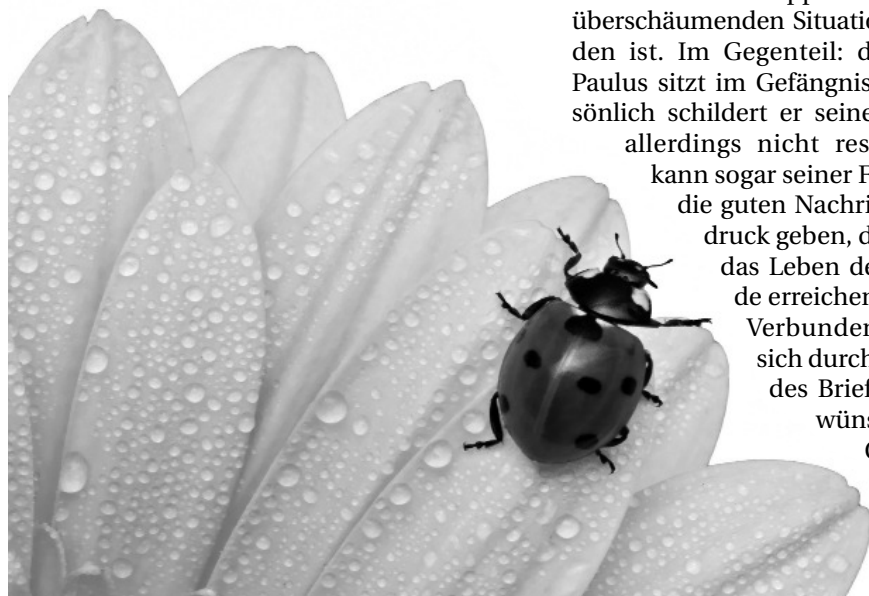 überschäumenden Situatio
den ist. Im Gegenteil: d
Paulus sitzt im Gefängnis
sönlich schildert er seine
allerdings nicht res
kann sogar seiner F
die guten Nachri
druck geben, d
das Leben de
de erreichen
Verbunden
sich durch
des Brief
wüns